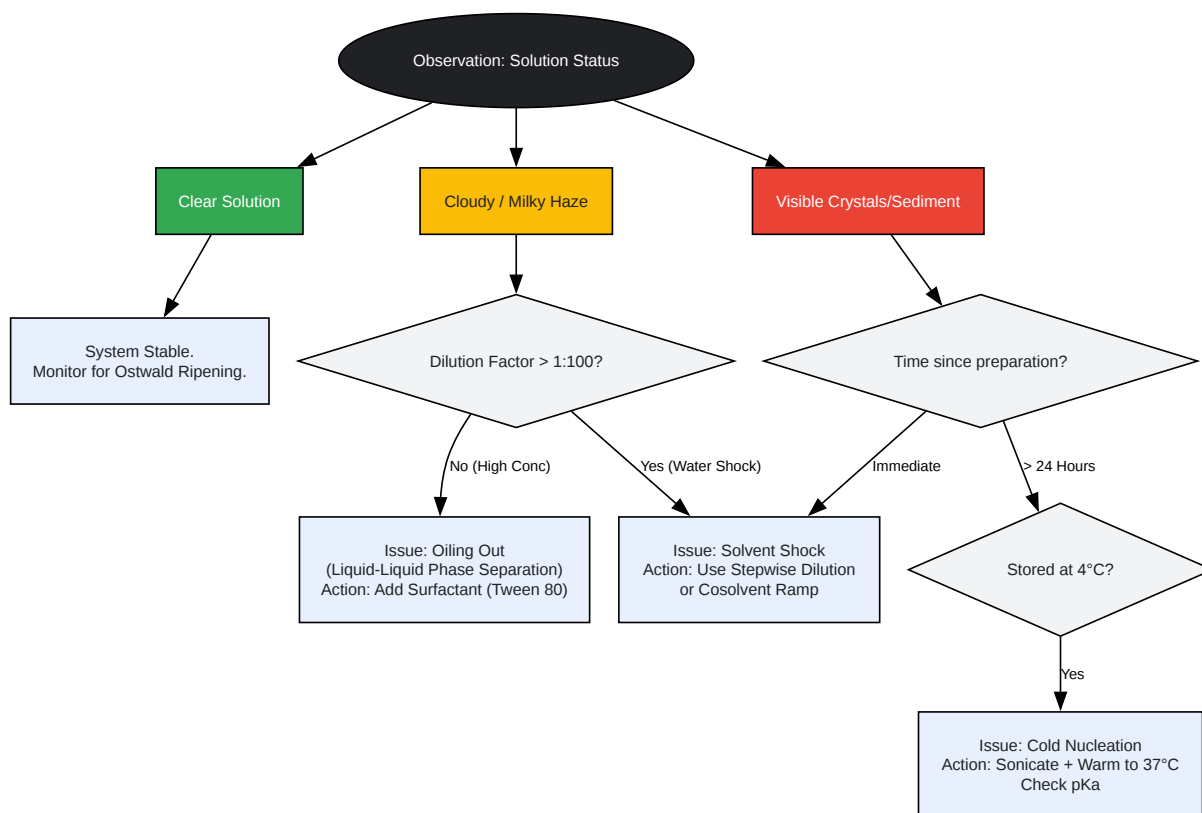 Observation: Solution Status
Clear Solution
Cloudy / Milky Haze
Visible Crystals/Sediment
System Stable.
Monitor for Ostwald Ripening.
Dilution Factor > 1:100?
Time since preparation?
No (High Conc)
Yes (Water Shock)
Immediate
> 24 Hours
Issue: Oiling Out
(Liquid-Liquid Phase Separation)
Action: Add Surfactant (Tween 80)
Issue: Solvent Shock
Action: Use Stepwise Dilution
or Cosolvent Ramp
Stored at 4°C?
Yes
Issue: Cold Nucleation
Action: Sonicate + Warm to 37°C
Check pKa